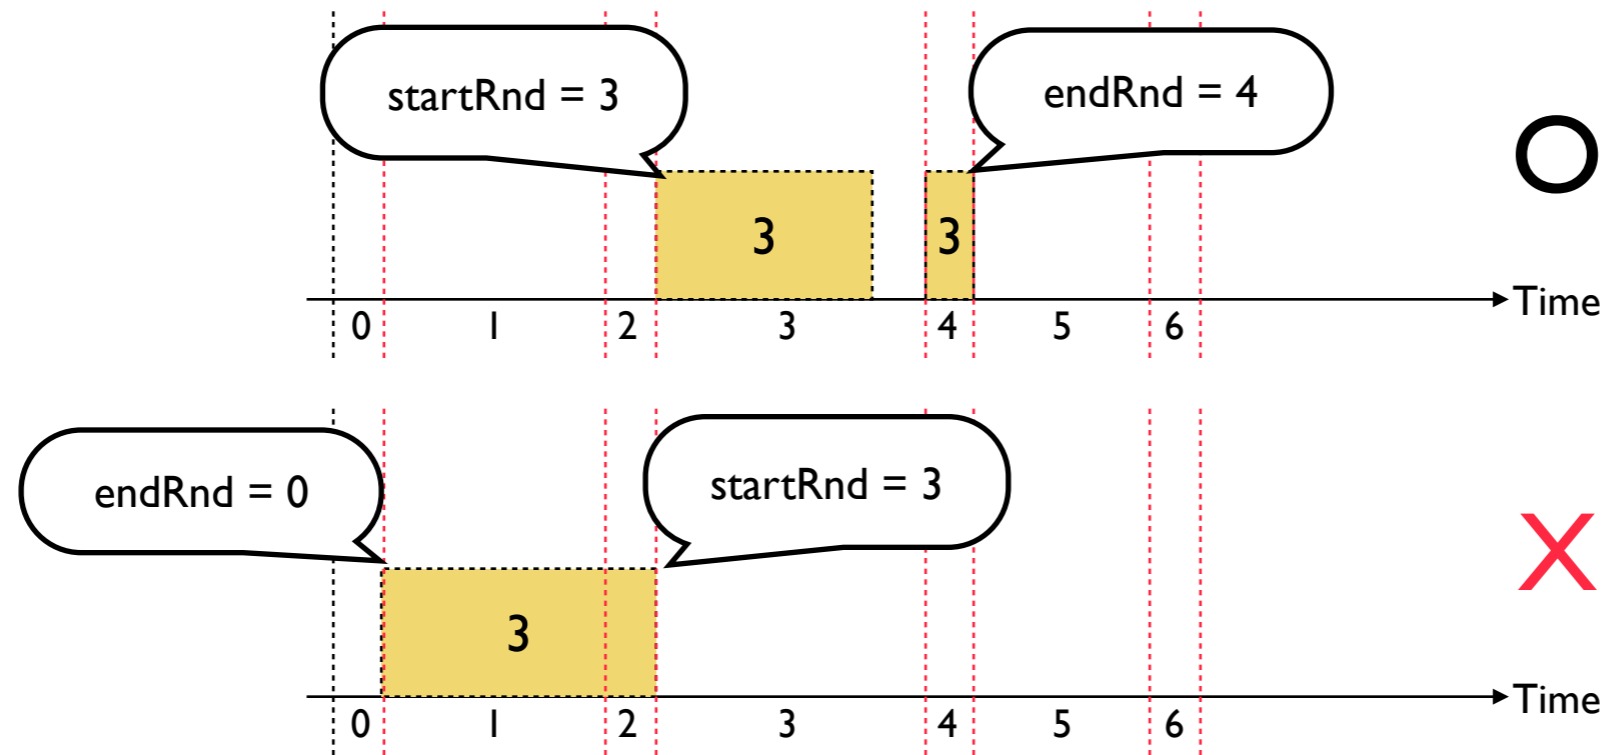 startRnd = 3
endRnd = 4
3
3
Time
0 1 2 3 4 5 6
endRnd = 0
startRnd = 3
3
Time
0 1 2 3 4 5 6